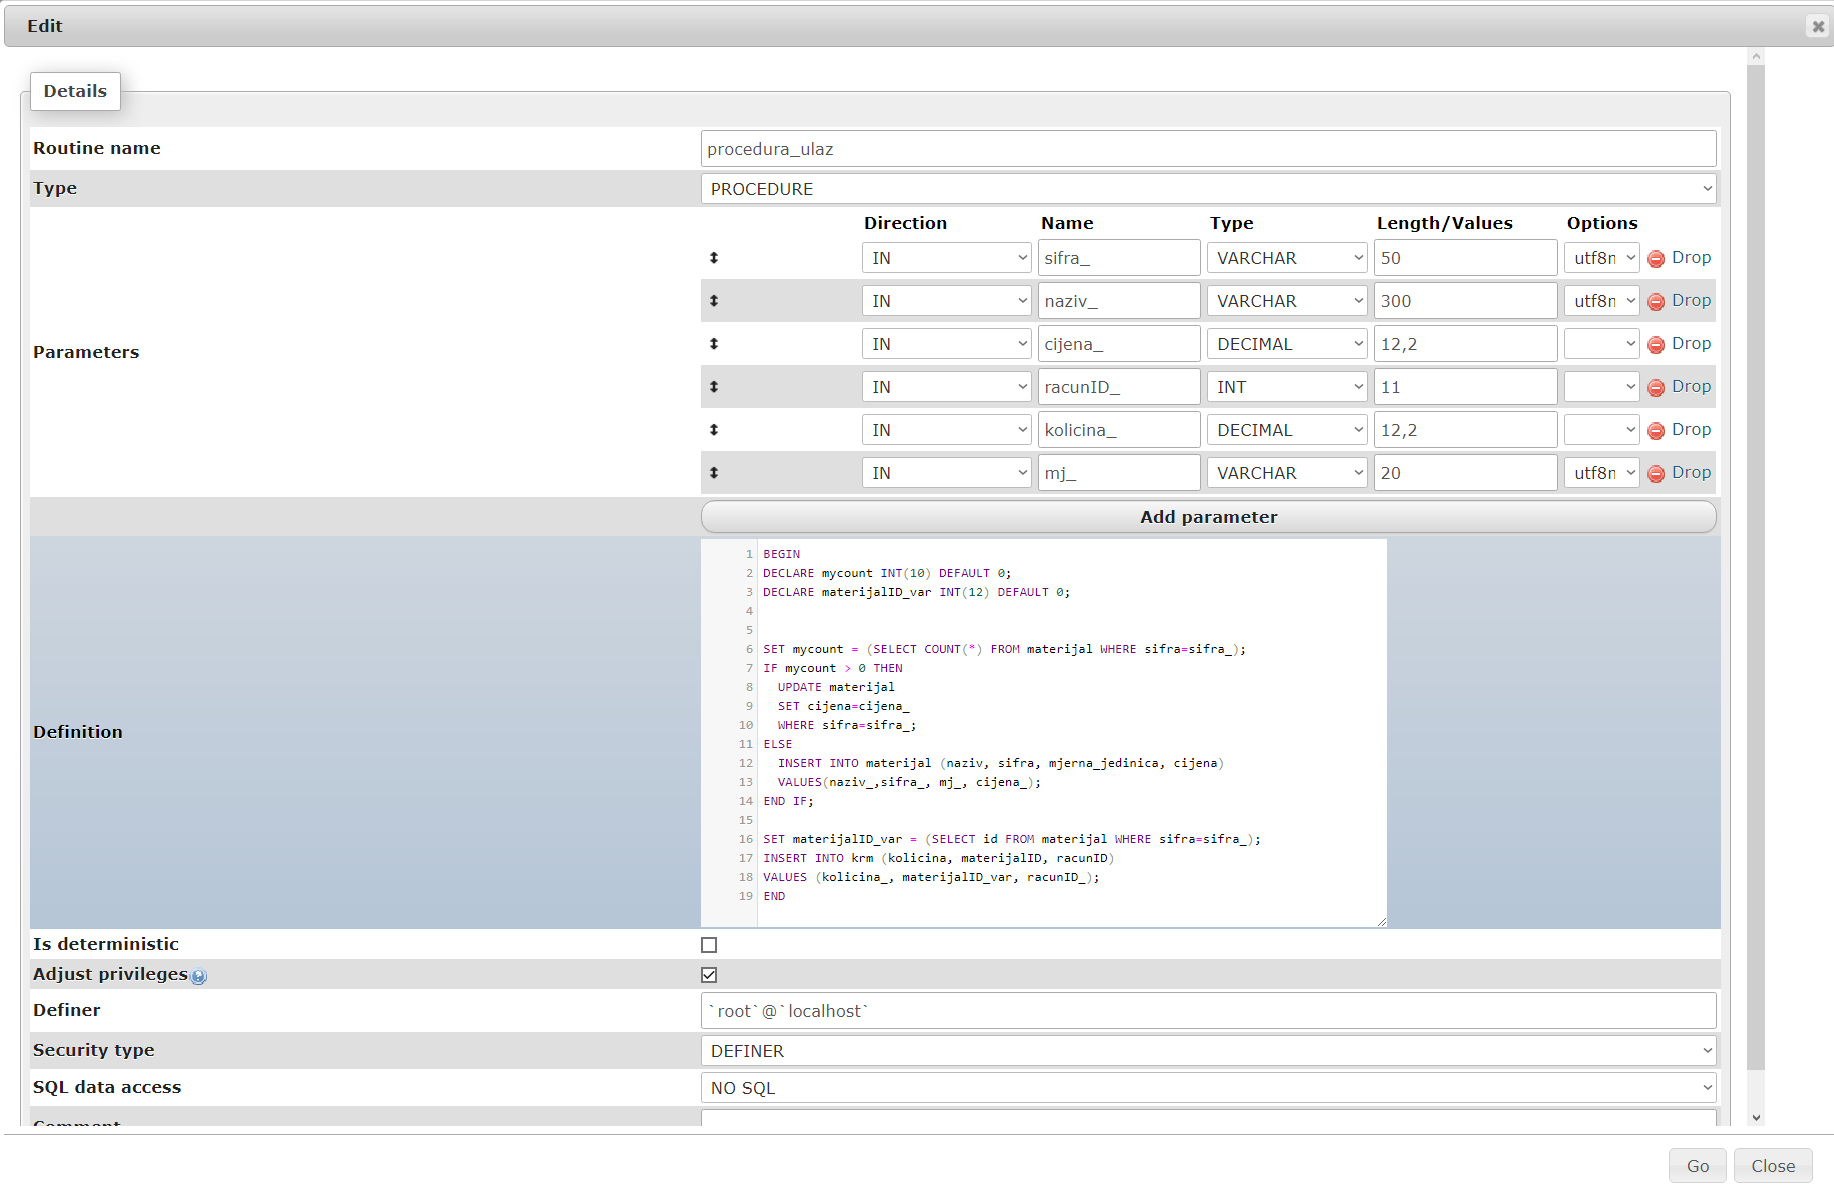 Edit
Details
Routine name procedura_ulaz
Type PROCEDURE
Direction Name Type Length/Values Options
Parameters
IN sifra_ VARCHAR 50 utf8n Drop
IN naziv_ VARCHAR 300 utf8n Drop
IN cijena_ DECIMAL 12,2 Drop
IN racunID_ INT 11 Drop
IN kolicina_ DECIMAL 12,2 Drop
IN mj_ VARCHAR 20 utf8n Drop
Add parameter
Definition
1 BEGIN
2 DECLARE mycount INT(10) DEFAULT 0;
3 DECLARE materijalID_var INT(12) DEFAULT 0;
4
5
6 SET mycount = (SELECT COUNT(*) FROM materijal WHERE sifra=sifra_);
7 IF mycount > 0 THEN
8 UPDATE materijal
9 SET cijena=cijena_
10 WHERE sifra=sifra_;
11 ELSE
12 INSERT INTO materijal (naziv, sifra, mjerna_jedinica, cijena)
13 VALUES(naziv_,sifra_, mj_, cijena_);
14 END IF;
15
16 SET materijalID_var = (SELECT id FROM materijal WHERE sifra=sifra_);
17 INSERT INTO krm (kolicina, materijalID, racunID)
18 VALUES (kolicina_, materijalID_var, racunID_);
19 END
Is deterministic
Adjust privileges
Definer `root`@`localhost`
Security type DEFINER
SQL data access NO SQL
Comment
Go Close